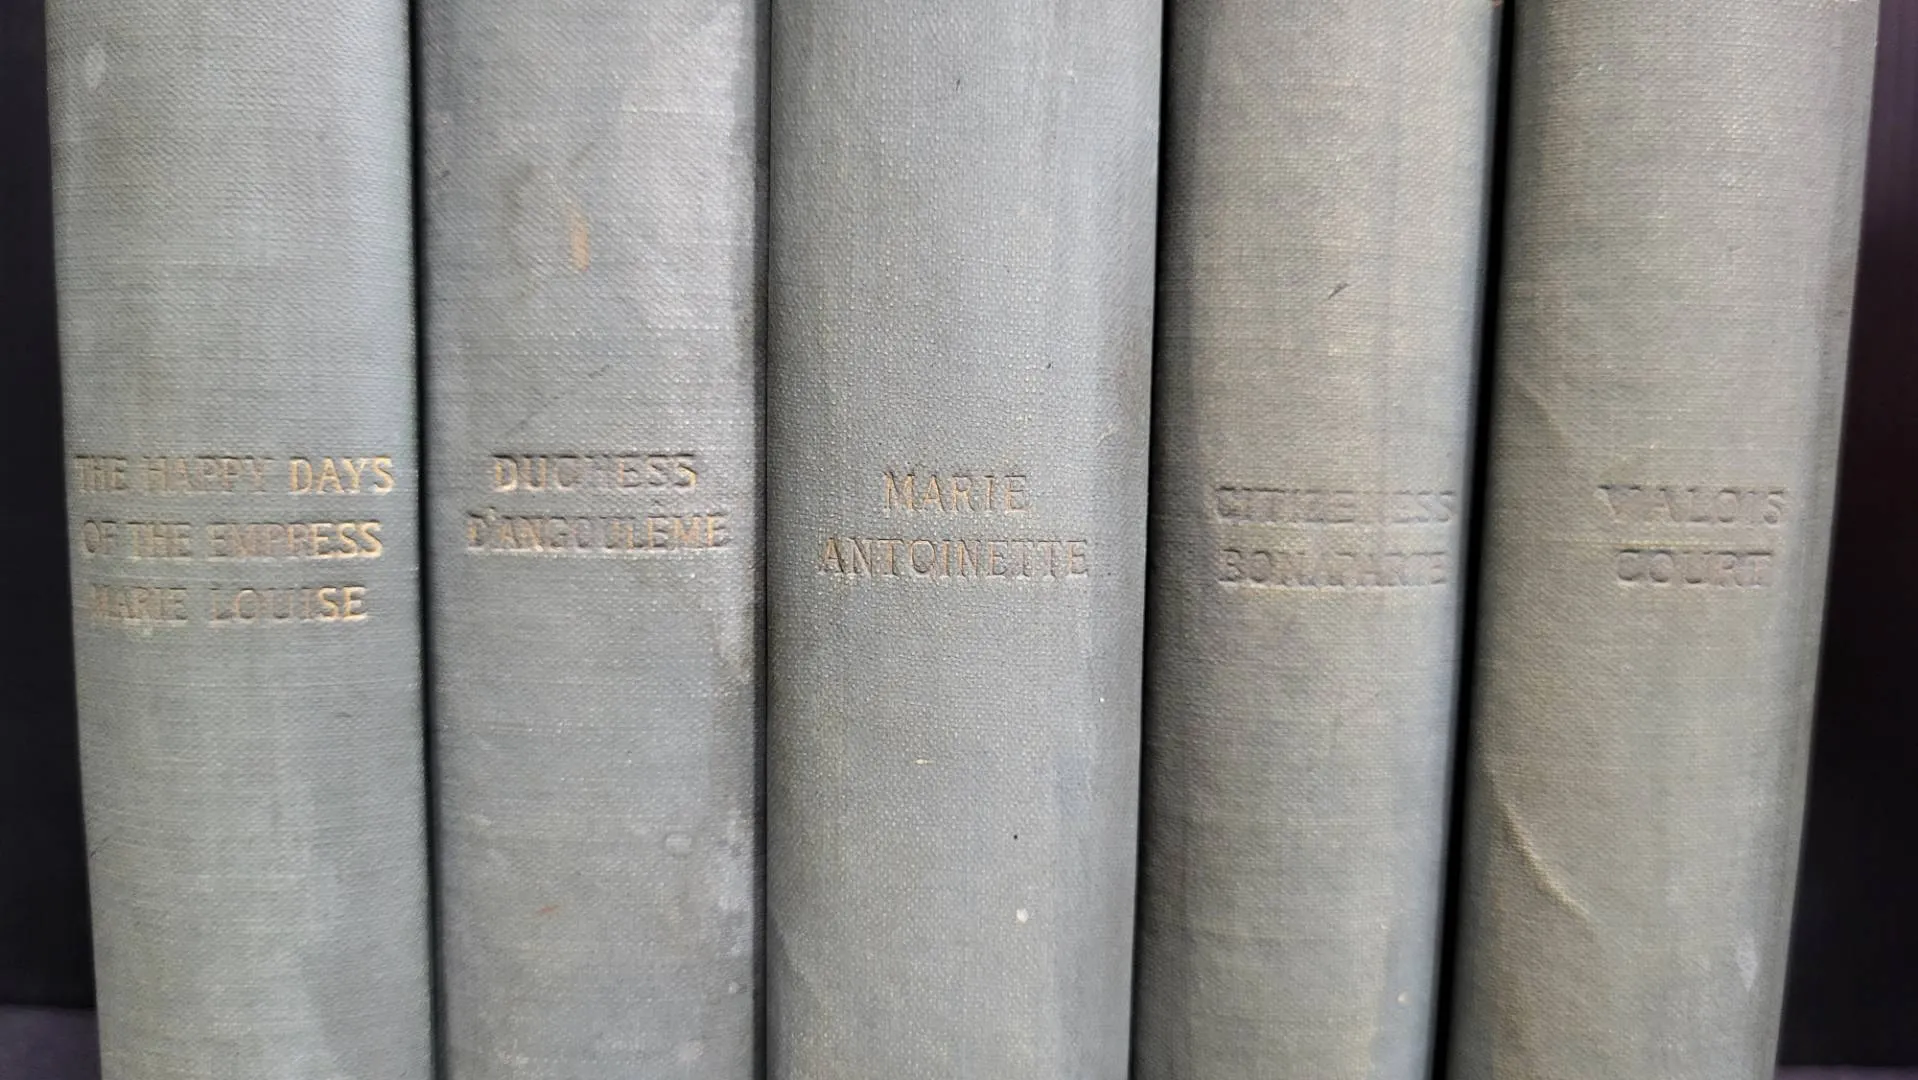 THE HAPPY DAYS
OF THE EMPRESS
MARIE LOUISE
DUCHESS
D'ANGOULÊME
MARIE
ANTOINETTE
CITIZENESS
BONAPARTE
VALOIS
COURT